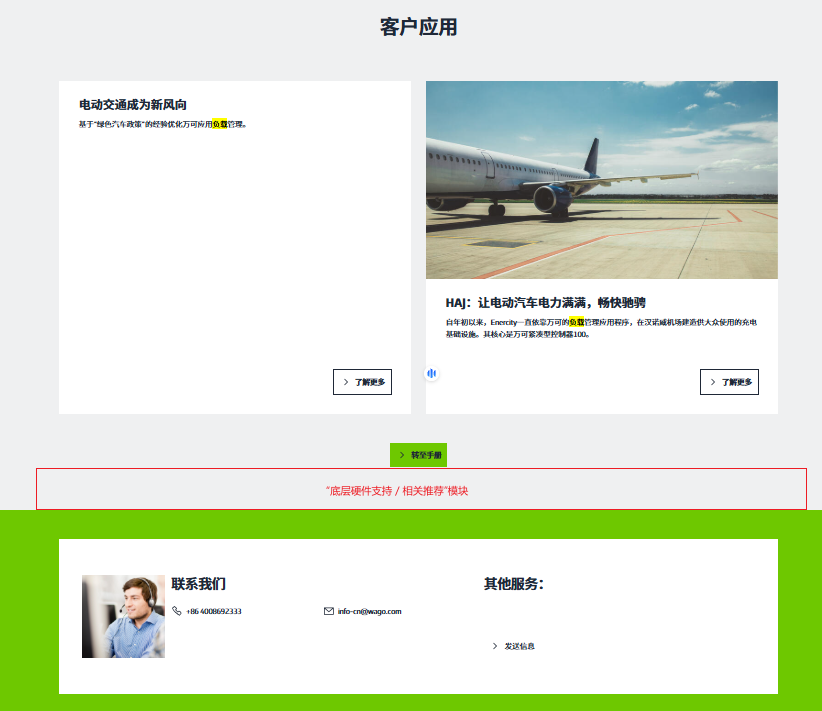 客户应用
电动交通成为新风向
基于“绿色汽车政策”的经验优化万可应用负载管理。
了解更多
HAJ：让电动汽车电力满满，畅快驰骋
自年初以来，Enercity一直依靠万可的负载管理应用程序，在汉诺威机场建造供大众使用的充电
基础设施。其核心是万可紧凑型控制器100。
了解更多
转至手册
“底层硬件支持 / 相关推荐”模块
联系我们
+86 4008692333
info-cn@wago.com
其他服务：
发送信息